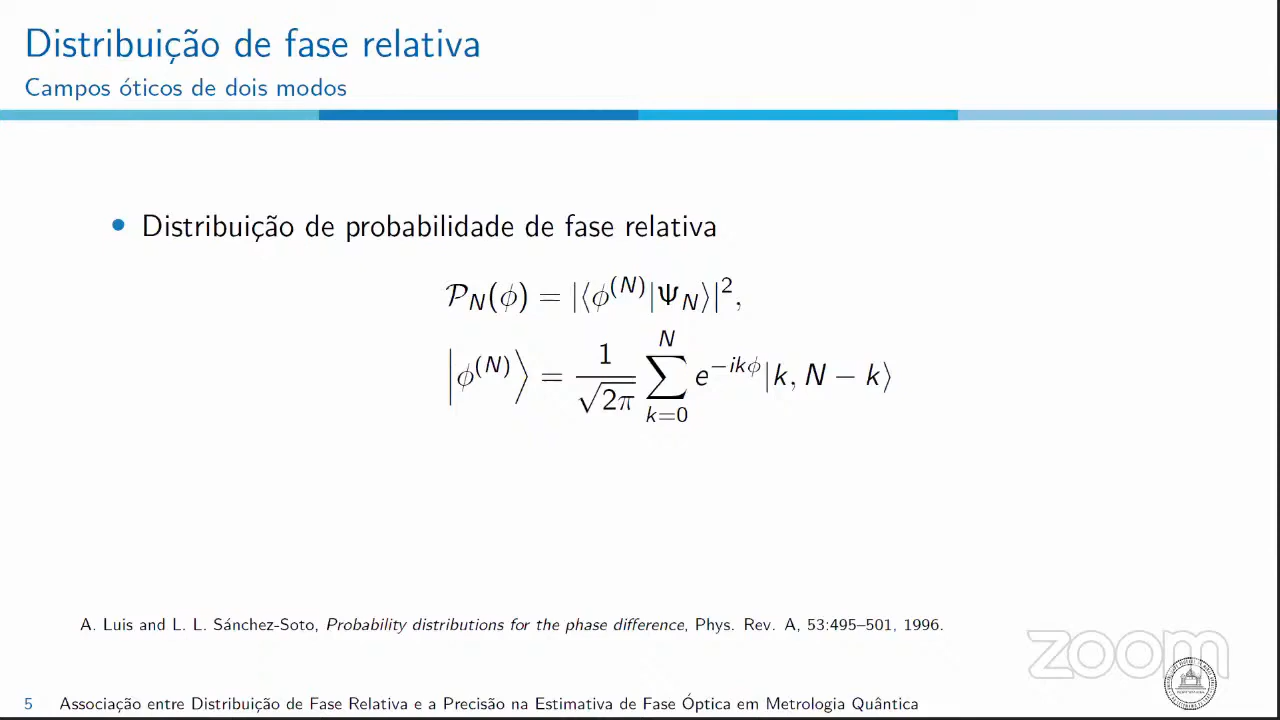 Distribuição de fase relativa
Campos óticos de dois modos
• Distribuição de probabilidade de fase relativa
𝒫_N(ϕ) = |⟨ϕ^(N)|Ψ_N⟩|²,
|ϕ^(N)⟩ = 1/√(2π) ∑_{k=0}^{N} e^{−ikϕ}|k, N − k⟩
A. Luis and L. L. Sánchez-Soto, Probability distributions for the phase difference, Phys. Rev. A, 53:495–501, 1996.
zoom
5 Associação entre Distribuição de Fase Relativa e a Precisão na Estimativa de Fase Óptica em Metrologia Quântica